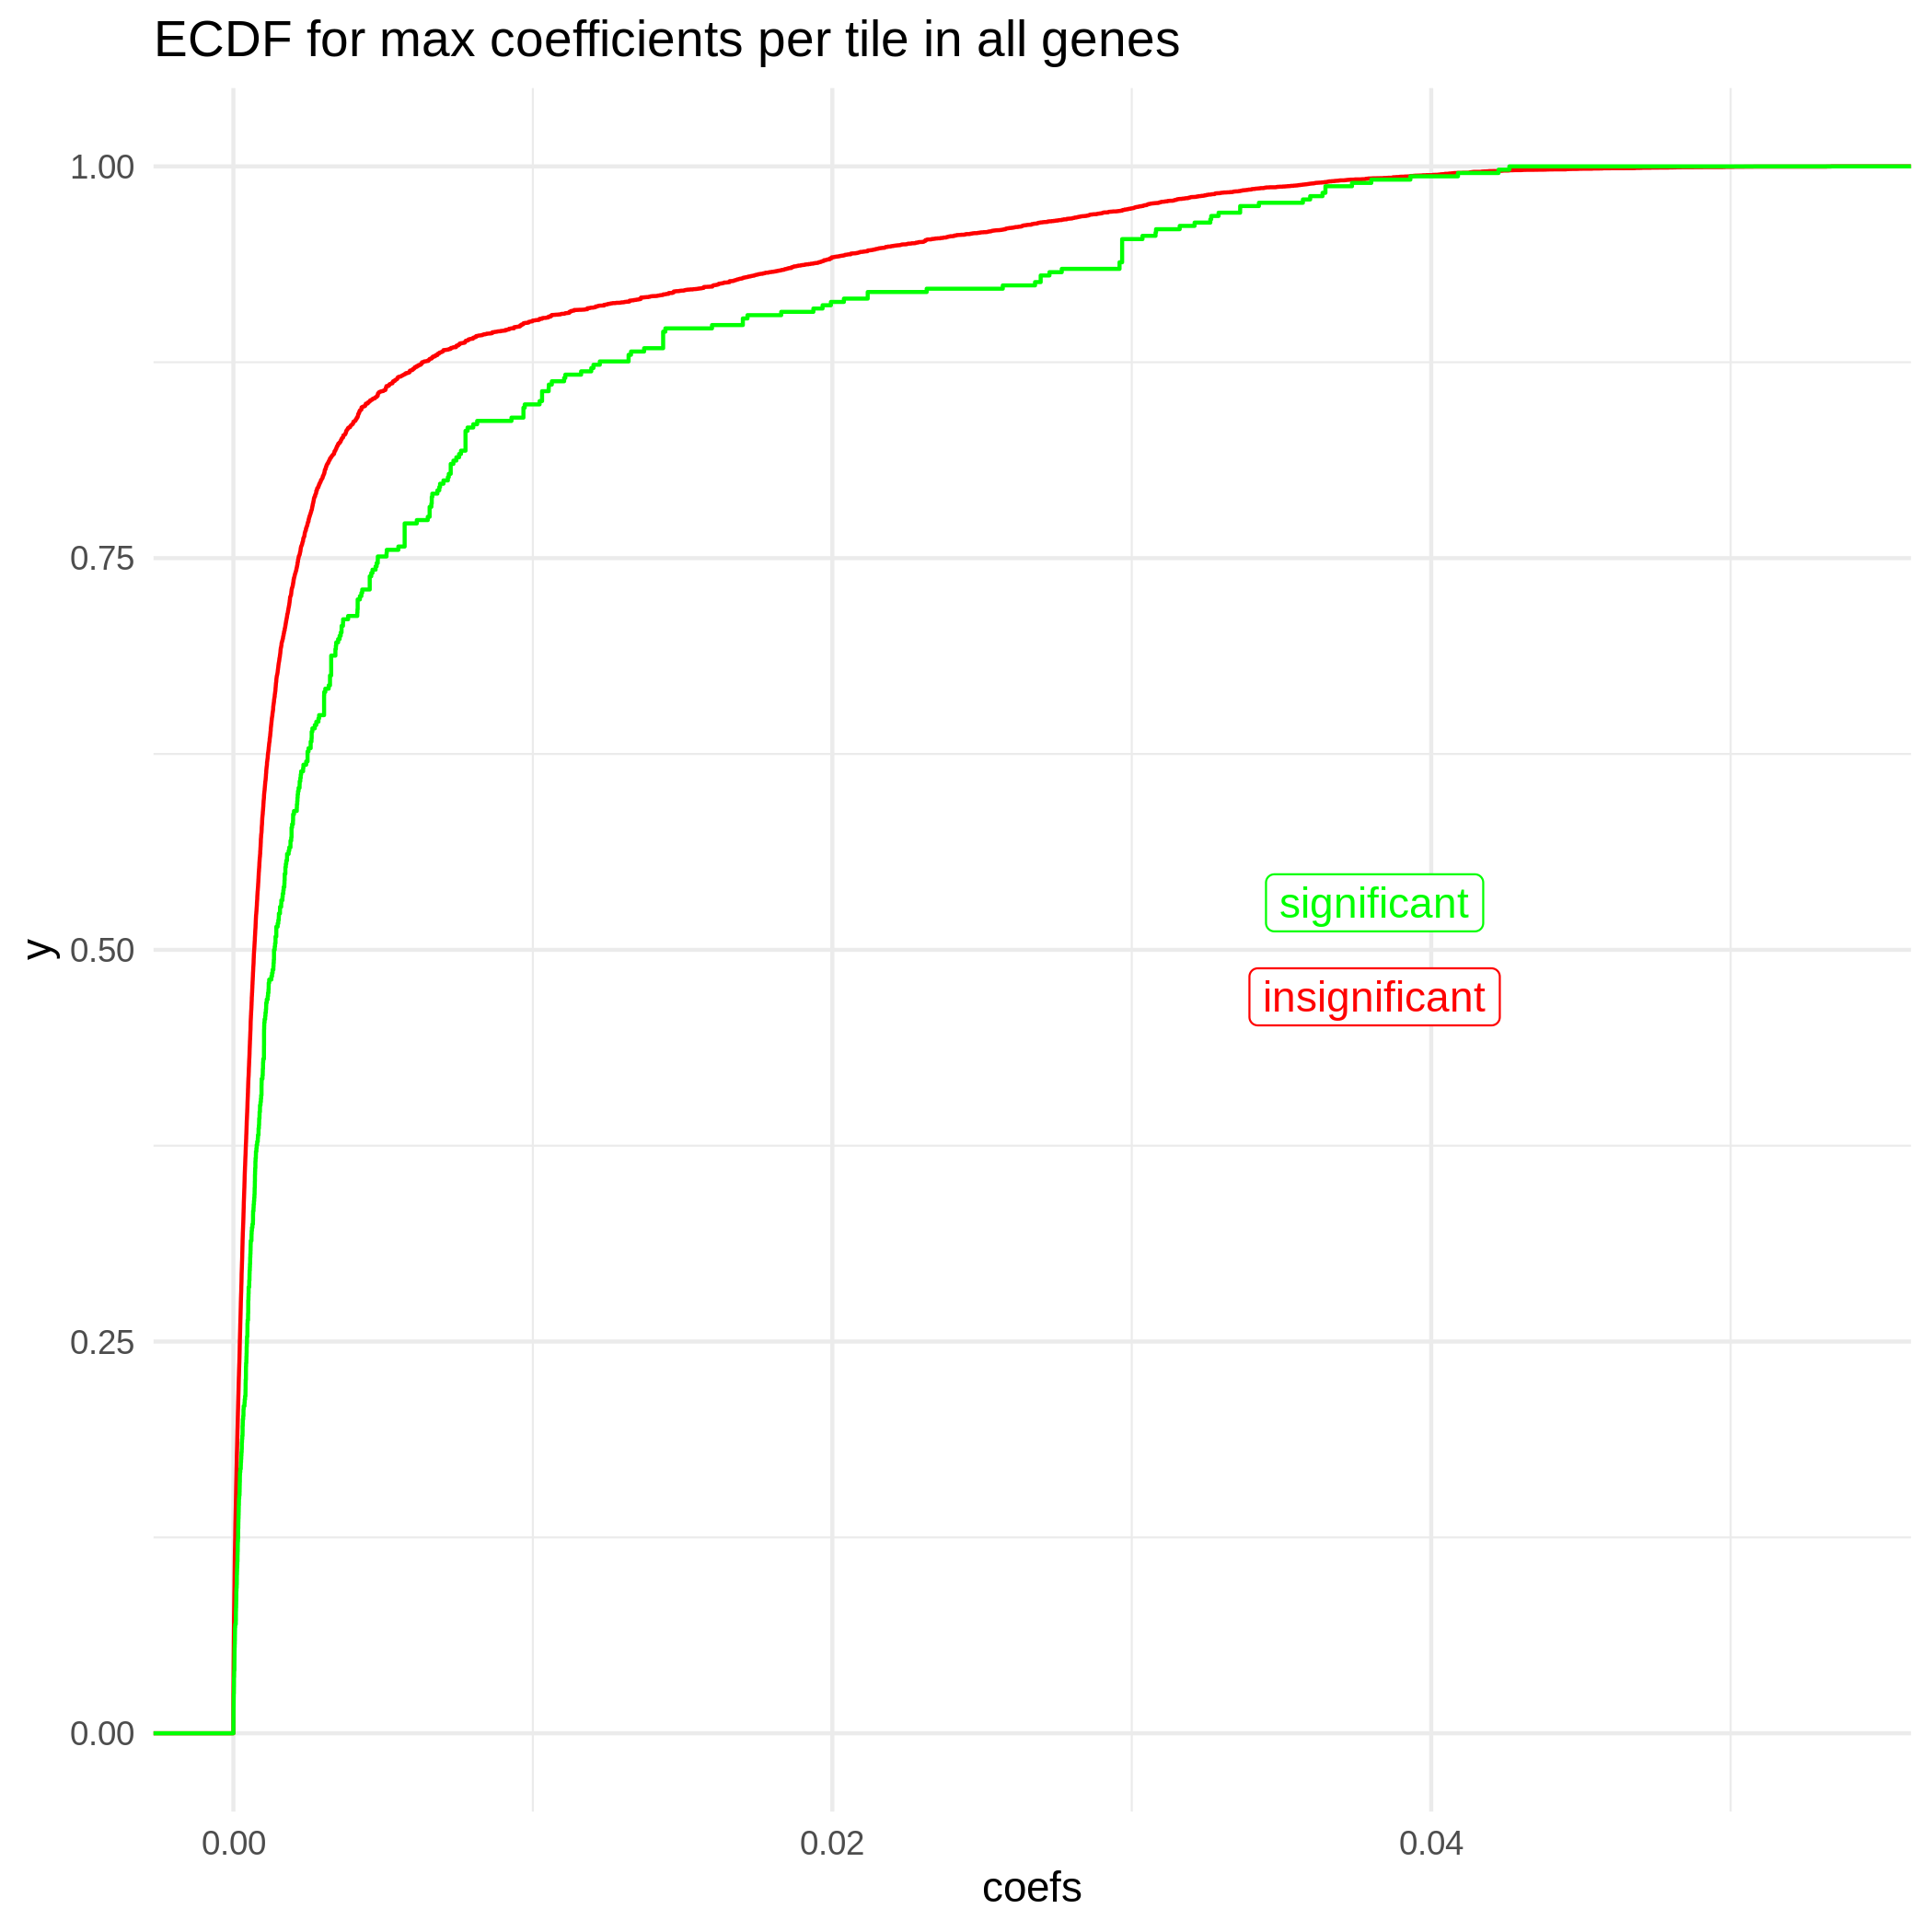 ECDF for max coefficients per tile in all genes
1.00
0.75
0.50
0.25
0.00
y
significant
insignificant
0.00 0.02 0.04
coefs